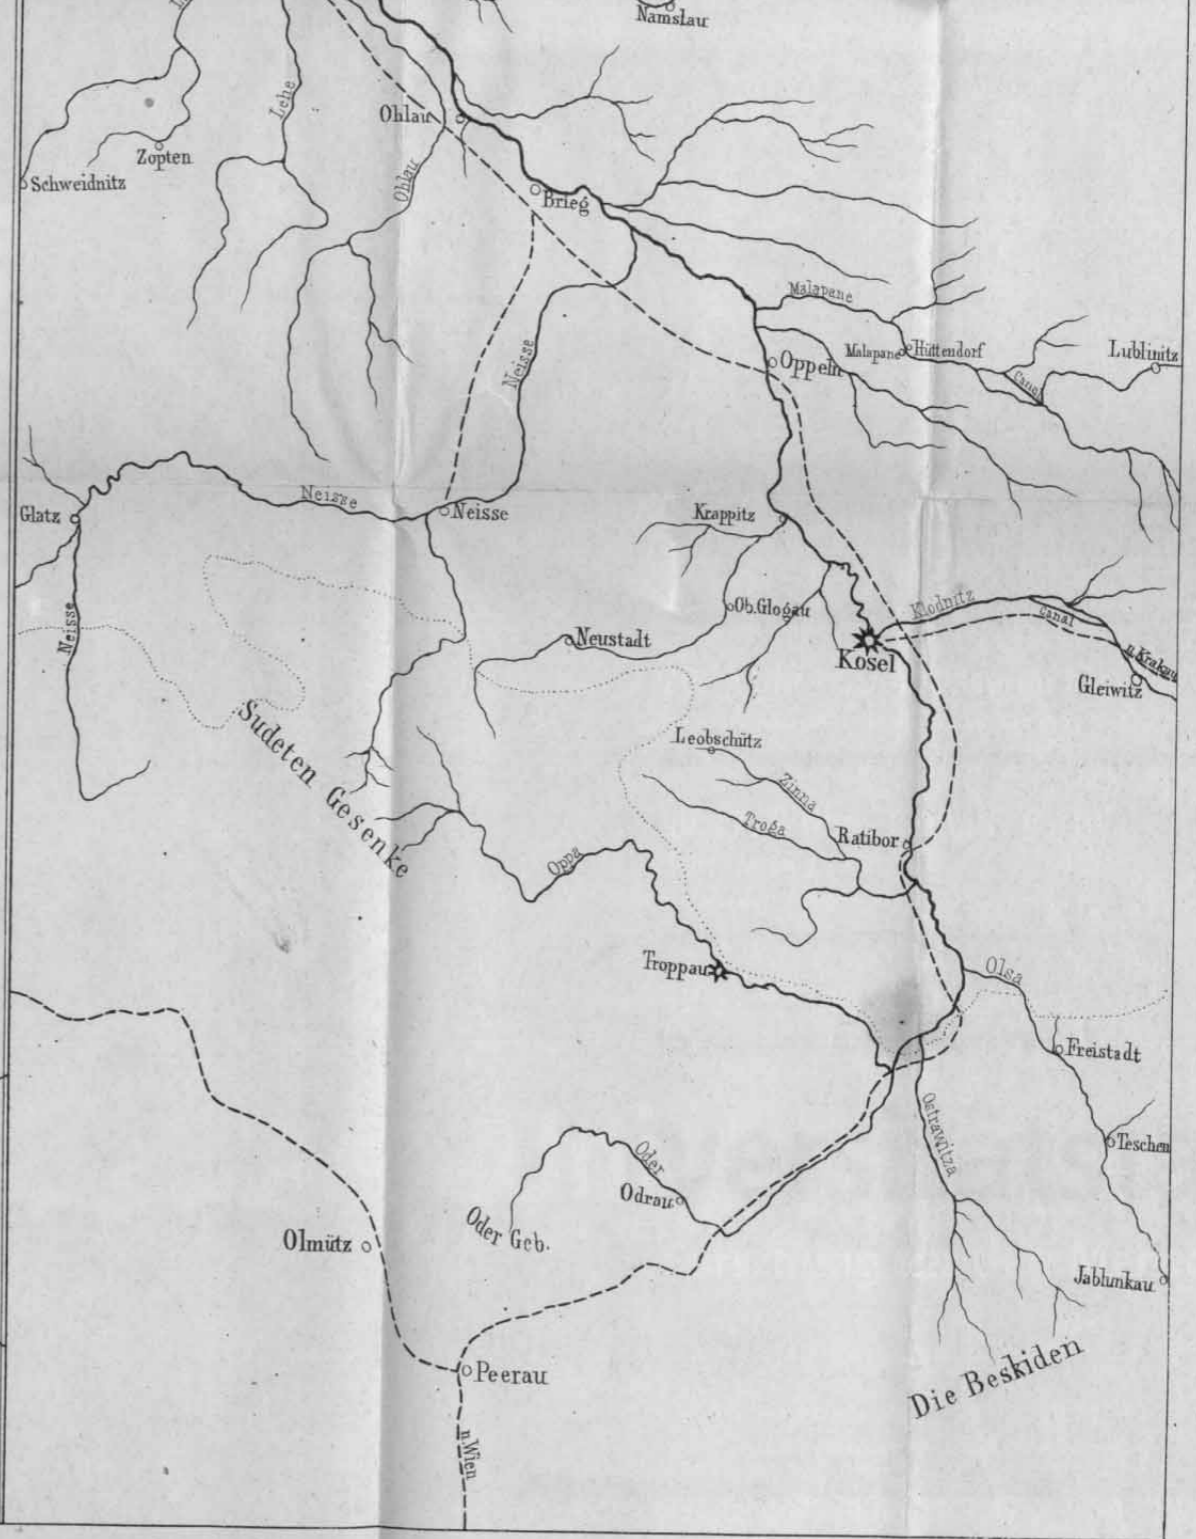 Namslau
Lohe
Ohlau
Zopten
Schweidnitz
Ohlau
Brieg
Malapane
Malapane Hüttendorf
Lublinitz
Oppeln
Canal
Neisse
Neisse
Glatz
Neisse
Krappitz
Neisse
Ob. Glogau
Klodnitz
Canal
Neustadt
Kosel
n. Krakau
Gleiwitz
Sudeten Gesenke
Leobschütz
Zinna
Troga
Ratibor
Oppa
Troppau
Olsa
Freistadt
Ostrawitza
Teschen
Oder
Odrau
Oder Geb.
Olmütz
Jablunkau
Die Beskiden
Peerau
n. Wien